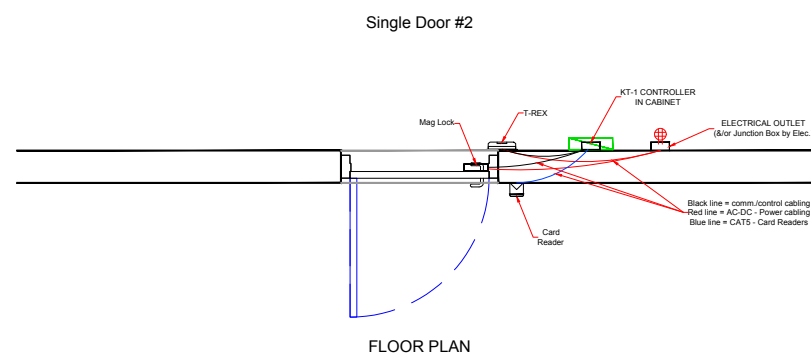 Single Door #2
KT-1 CONTROLLER
IN CABINET
T-REX
Mag Lock
ELECTRICAL OUTLET
(&/or Junction Box by Elec.
Black line = comm./control cabling
Red line = AC-DC - Power cabling
Blue line = CAT5 - Card Readers
Card
Reader
FLOOR PLAN